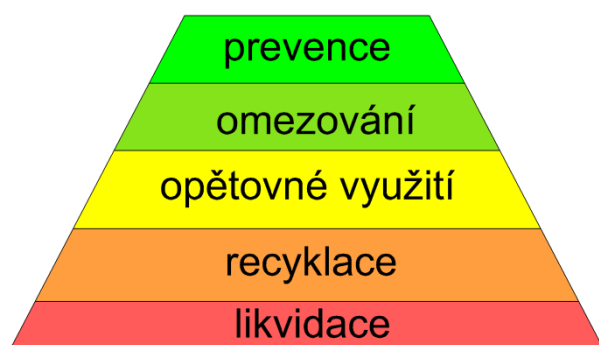 prevence
omezování
opětovné využití
recyklace
likvidace